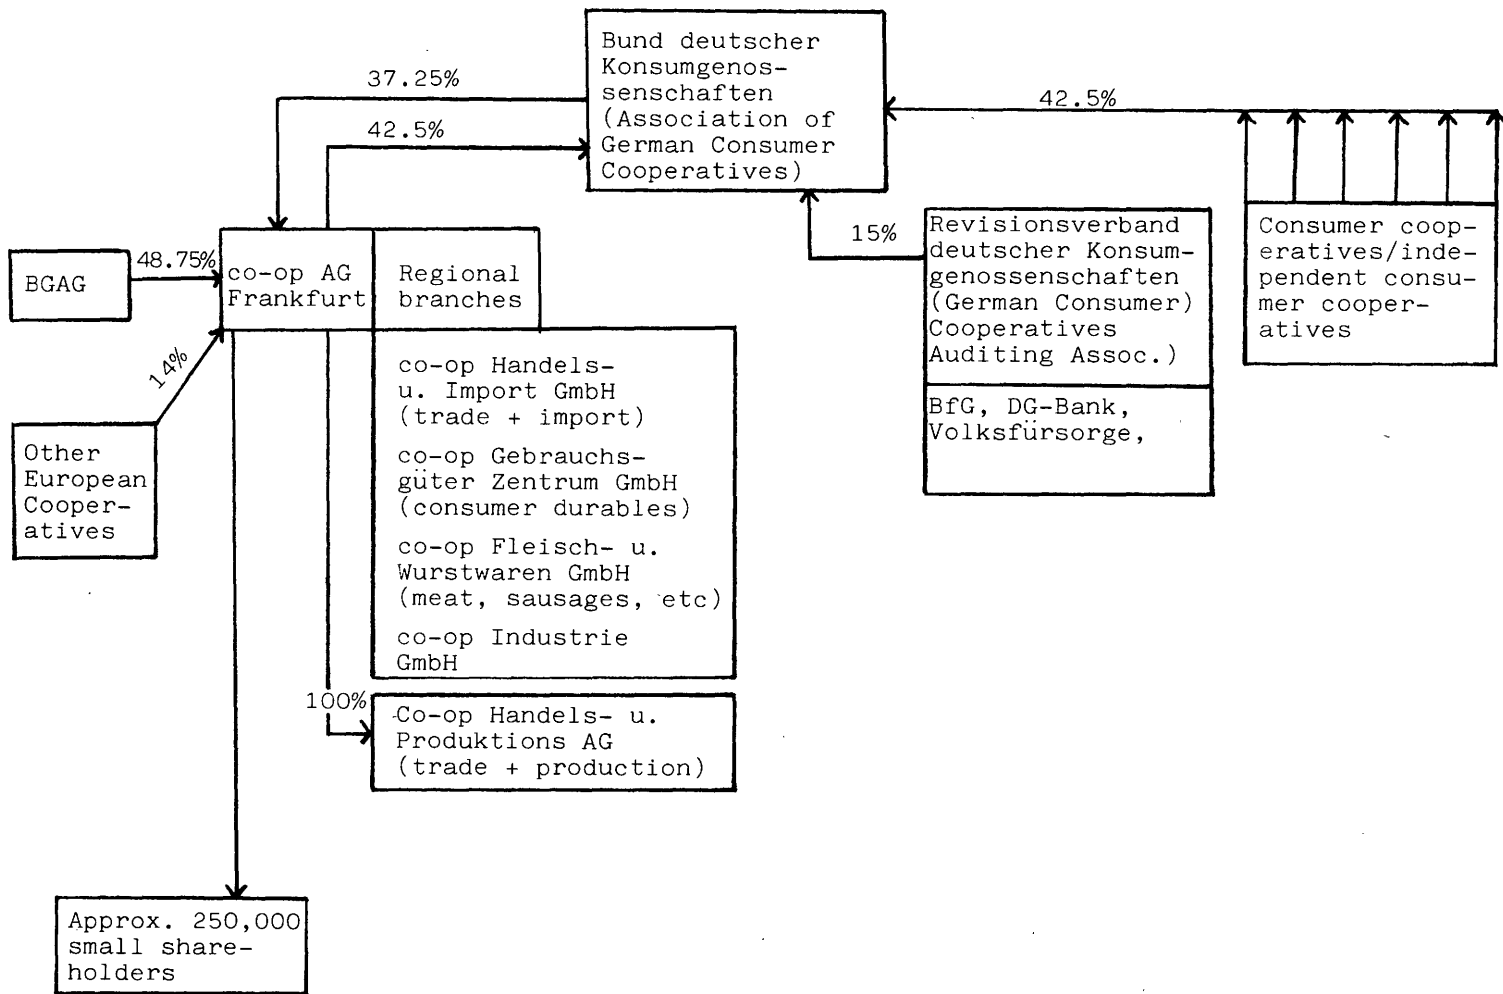 Bund deutscher
Konsumgenos-
senschaften
(Association of
German Consumer
Cooperatives)
37.25%
42.5%
42.5%
15%
Revisionsverband
deutscher Konsum-
genossenschaften
(German Consumer)
Cooperatives
Auditing Assoc.)
BfG, DG-Bank,
Volksfürsorge,
Consumer coop-
eratives/inde-
pendent consu-
mer cooper-
atives
BGAG
48.75%
co-op AG
Frankfurt
Regional
branches
14%
Other
European
Cooper-
atives
co-op Handels-
u. Import GmbH
(trade + import)
co-op Gebrauchs-
güter Zentrum GmbH
(consumer durables)
co-op Fleisch- u.
Wurstwaren GmbH
(meat, sausages, etc)
co-op Industrie
GmbH
100%
Co-op Handels- u.
Produktions AG
(trade + production)
Approx. 250,000
small share-
holders